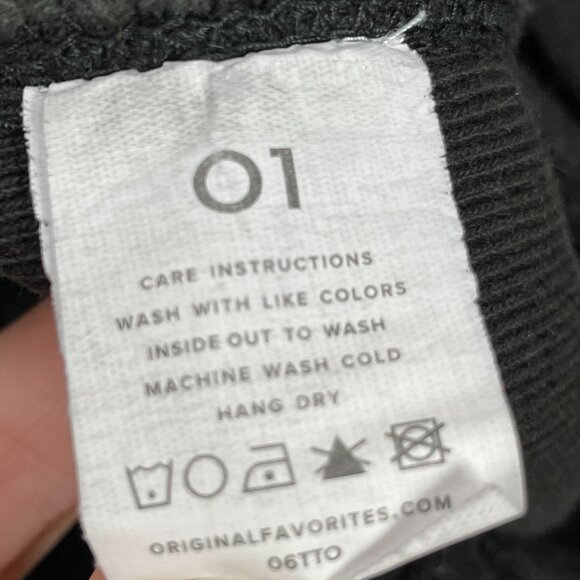 01
CARE INSTRUCTIONS
WASH WITH LIKE COLORS
INSIDE OUT TO WASH
MACHINE WASH COLD
HANG DRY
ORIGINALFAVORITES.COM
06TTO